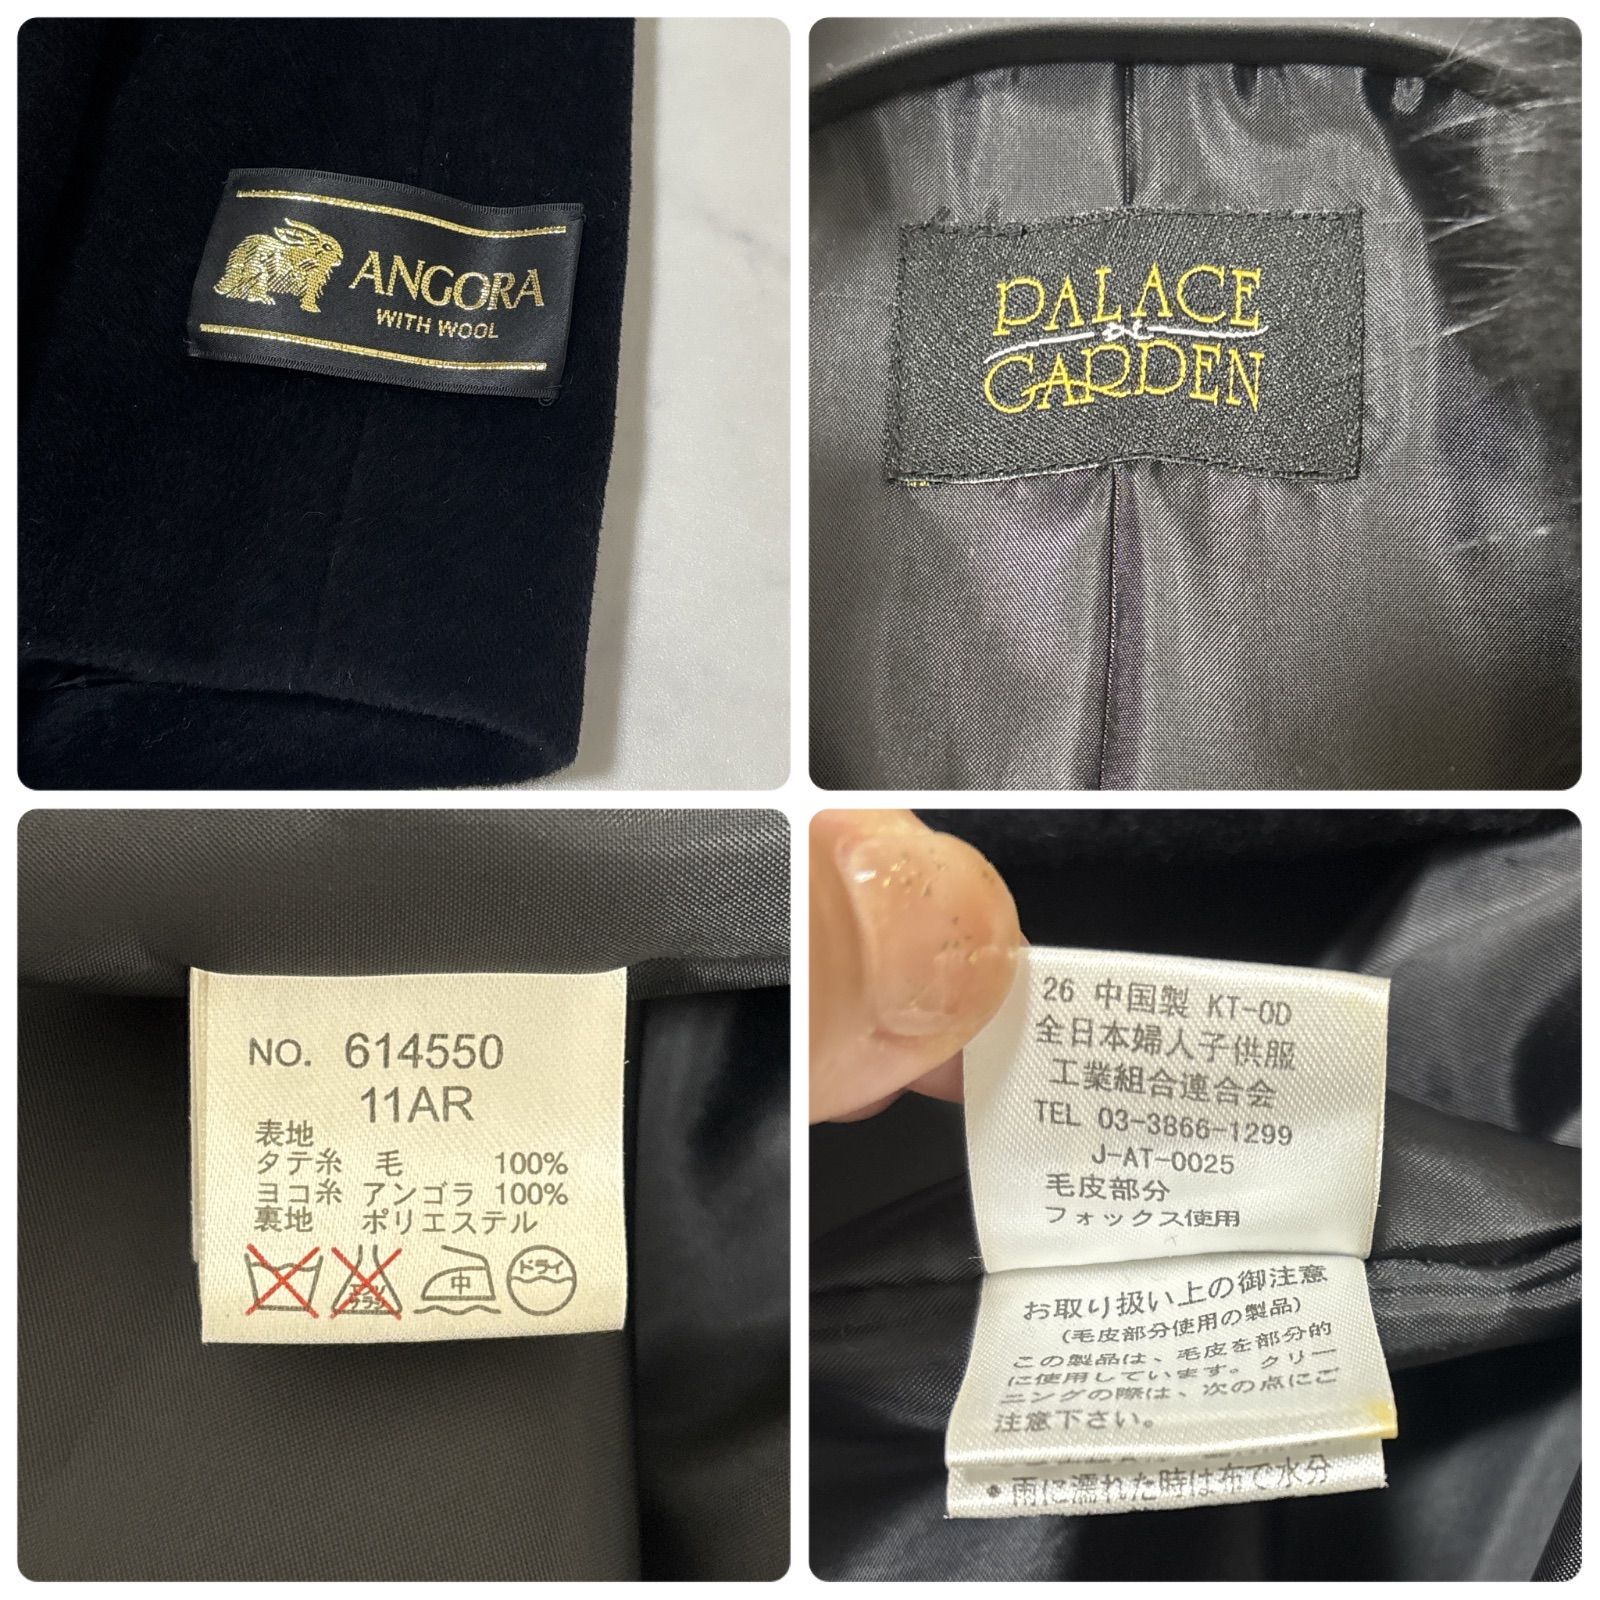 ANGORA
WITH WOOL
PALACE
de
GARDEN
NO. 614550
11AR
表地
タテ糸 毛 100%
ヨコ糸 アンゴラ 100%
裏地 ポリエステル
エンソ
クラシ
中
ドライ
26 中国製 KT-OD
全日本婦人子供服
工業組合連合会
TEL 03-3866-1299
J-AT-0025
毛皮部分
フォックス使用
お取り扱い上の御注意
(毛皮部分使用の製品)
この製品は、毛皮を部分的
に使用しています。クリー
ニングの際は、次の点にご
注意下さい。
・雨に濡れた時は布で水分